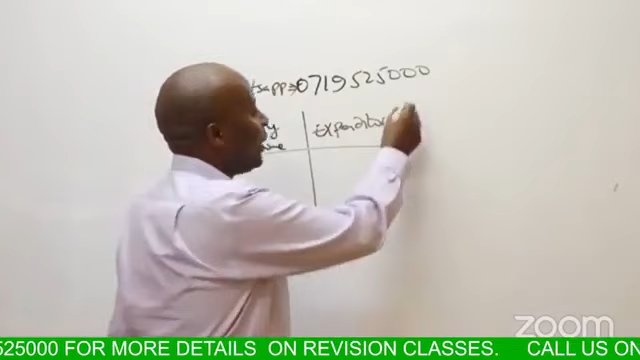 0719525000
Expenditure
zoom
525000 FOR MORE DETAILS ON REVISION CLASSES. CALL US ON